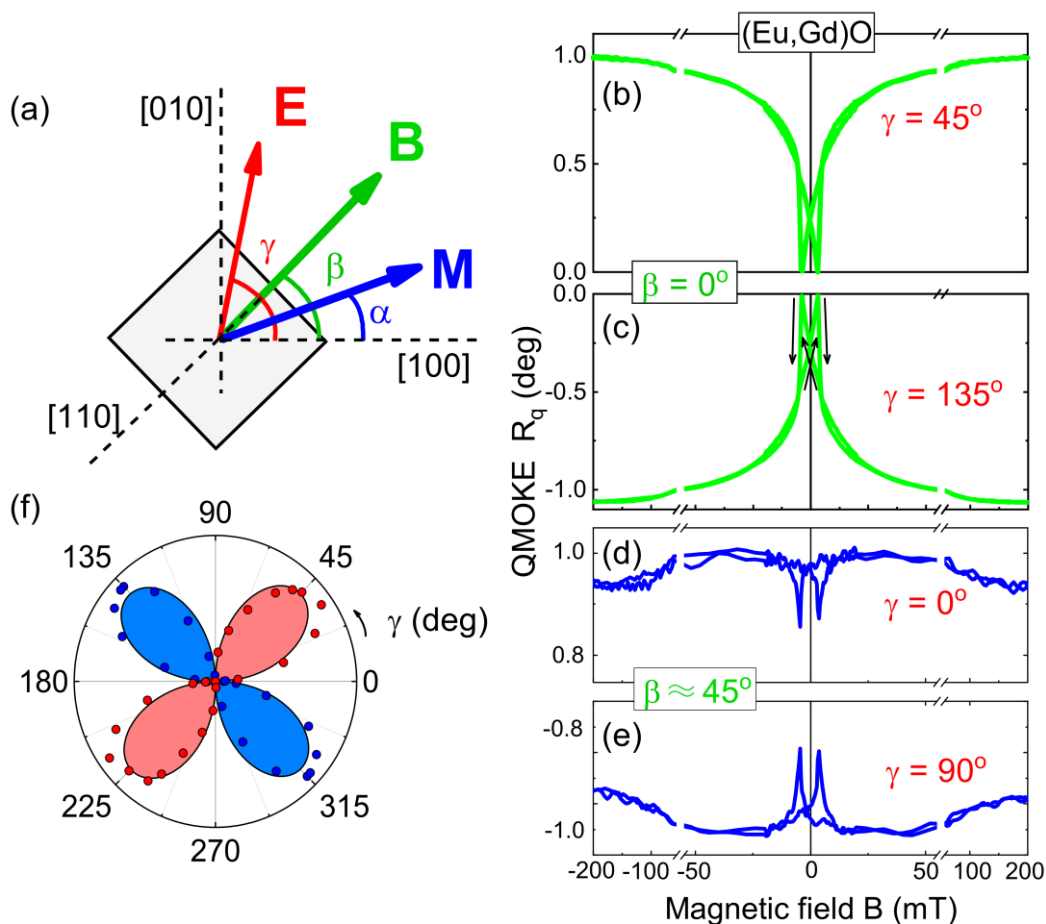 (a)
[010]
E
B
M
γ
β
α
[100]
[110]
(f)
90
135
45
γ (deg)
180
0
225
315
270
(Eu,Gd)O
QMOKE R_q (deg)
1.0
(b)
γ = 45°
0.5
0.0
β = 0°
0.0
(c)
-0.5
γ = 135°
-1.0
(d)
1.0
γ = 0°
0.8
β ≈ 45°
(e)
-0.8
γ = 90°
-1.0
-200 -100 -50 0 50 100 200
Magnetic field B (mT)